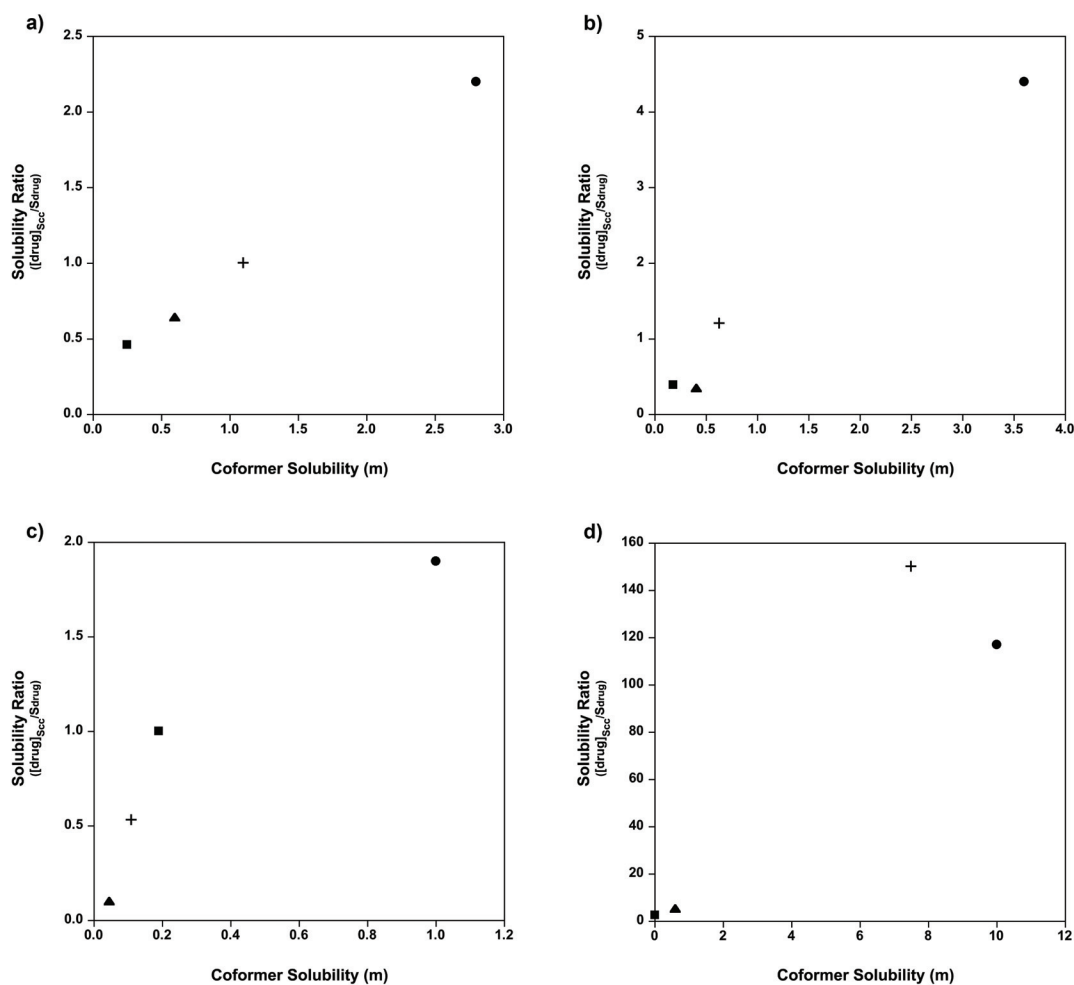 a)
2.5
2.0
1.5
1.0
0.5
0.0
Solubility Ratio
([drug]Scc/Sdrug)
0.0 0.5 1.0 1.5 2.0 2.5 3.0
Coformer Solubility (m)
b)
5
4
3
2
1
0
Solubility Ratio
([drug]Scc/Sdrug)
0.0 0.5 1.0 1.5 2.0 2.5 3.0 3.5 4.0
Coformer Solubility (m)
c)
2.0
1.5
1.0
0.5
0.0
Solubility Ratio
([drug]Scc/Sdrug)
0.0 0.2 0.4 0.6 0.8 1.0 1.2
Coformer Solubility (m)
d)
160
140
120
100
80
60
40
20
0
Solubility Ratio
([drug]Scc/Sdrug)
0 2 4 6 8 10 12
Coformer Solubility (m)